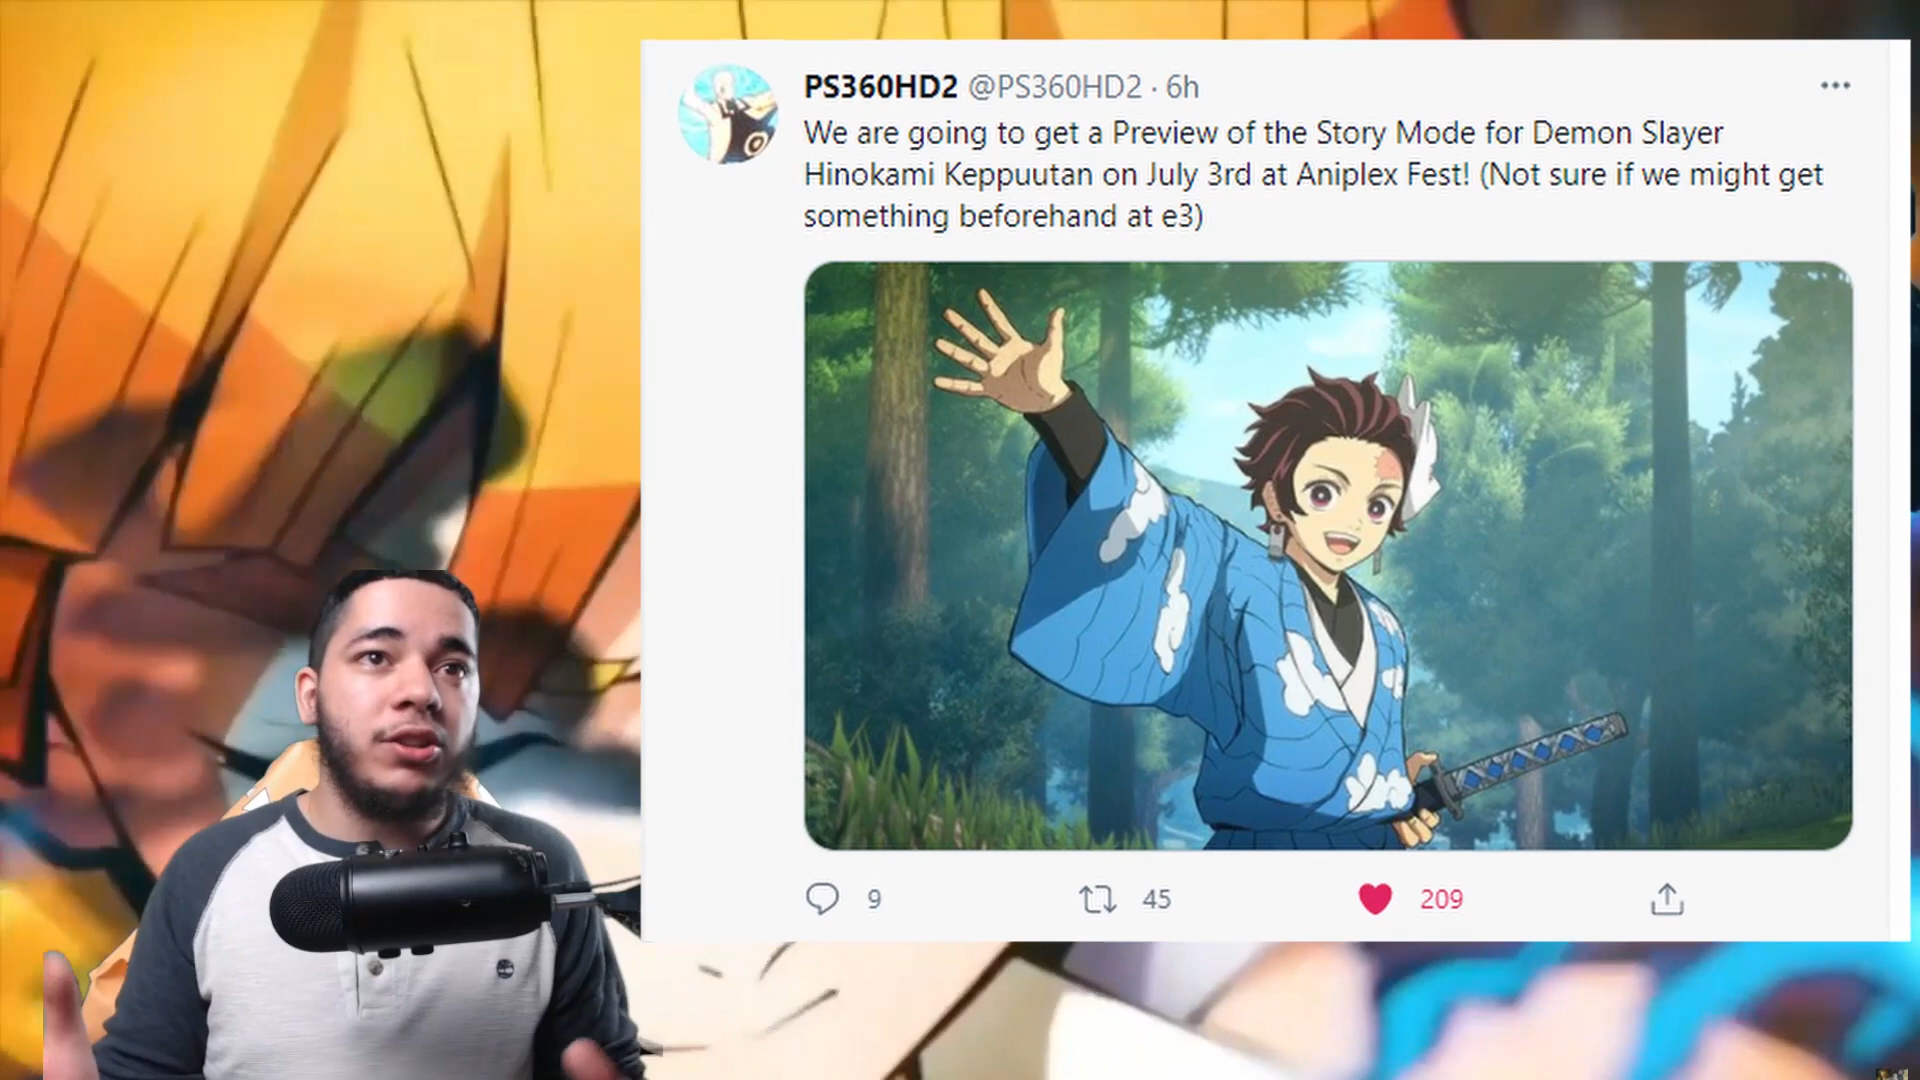 PS360HD2 @PS360HD2 · 6h
We are going to get a Preview of the Story Mode for Demon Slayer
Hinokami Keppuutan on July 3rd at Aniplex Fest! (Not sure if we might get
something beforehand at e3)
9 45 209